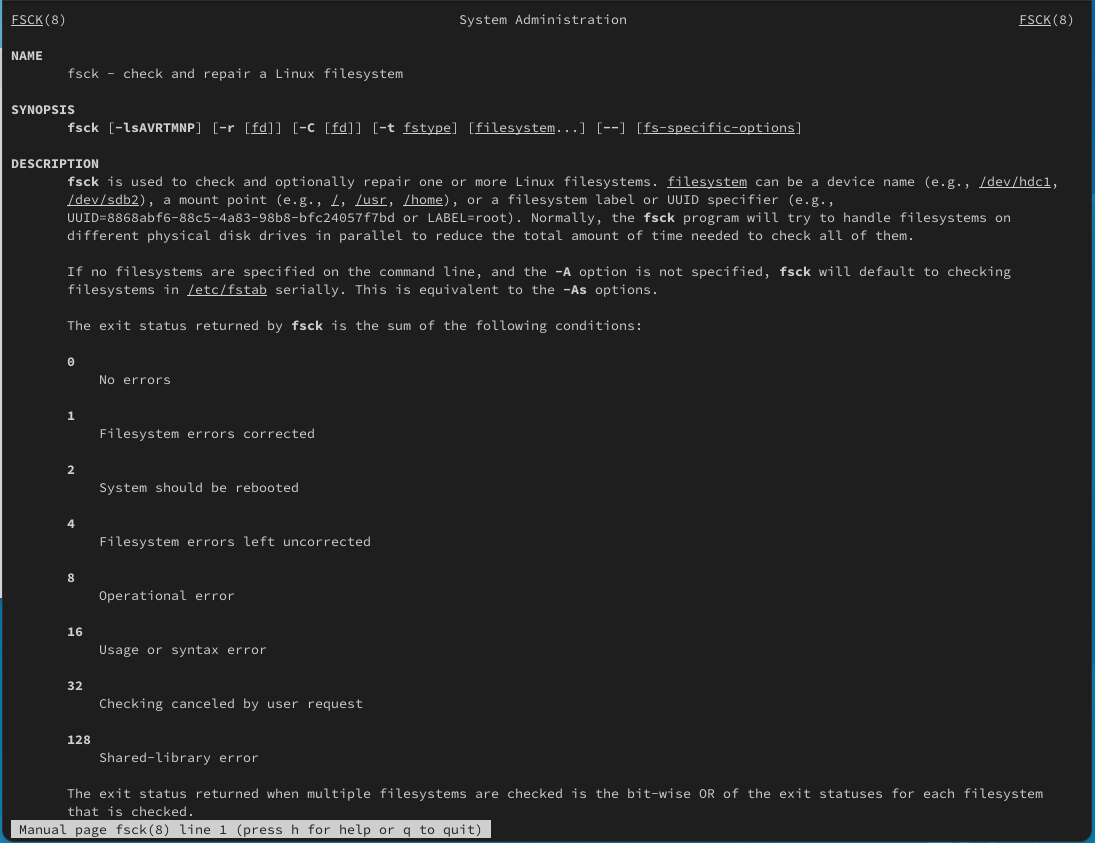 FSCK(8) System Administration FSCK(8)
NAME
fsck - check and repair a Linux filesystem
SYNOPSIS
fsck [-lsAVRTMNP] [-r [fd]] [-C [fd]] [-t fstype] [filesystem...] [--] [fs-specific-options]
DESCRIPTION
fsck is used to check and optionally repair one or more Linux filesystems. filesystem can be a device name (e.g., /dev/hdc1,
/dev/sdb2), a mount point (e.g., /, /usr, /home), or a filesystem label or UUID specifier (e.g.,
UUID=8868abf6-88c5-4a83-98b8-bfc24057f7bd or LABEL=root). Normally, the fsck program will try to handle filesystems on
different physical disk drives in parallel to reduce the total amount of time needed to check all of them.
If no filesystems are specified on the command line, and the -A option is not specified, fsck will default to checking
filesystems in /etc/fstab serially. This is equivalent to the -As options.
The exit status returned by fsck is the sum of the following conditions:
0
No errors
1
Filesystem errors corrected
2
System should be rebooted
4
Filesystem errors left uncorrected
8
Operational error
16
Usage or syntax error
32
Checking canceled by user request
128
Shared-library error
The exit status returned when multiple filesystems are checked is the bit-wise OR of the exit statuses for each filesystem
that is checked.
Manual page fsck(8) line 1 (press h for help or q to quit)